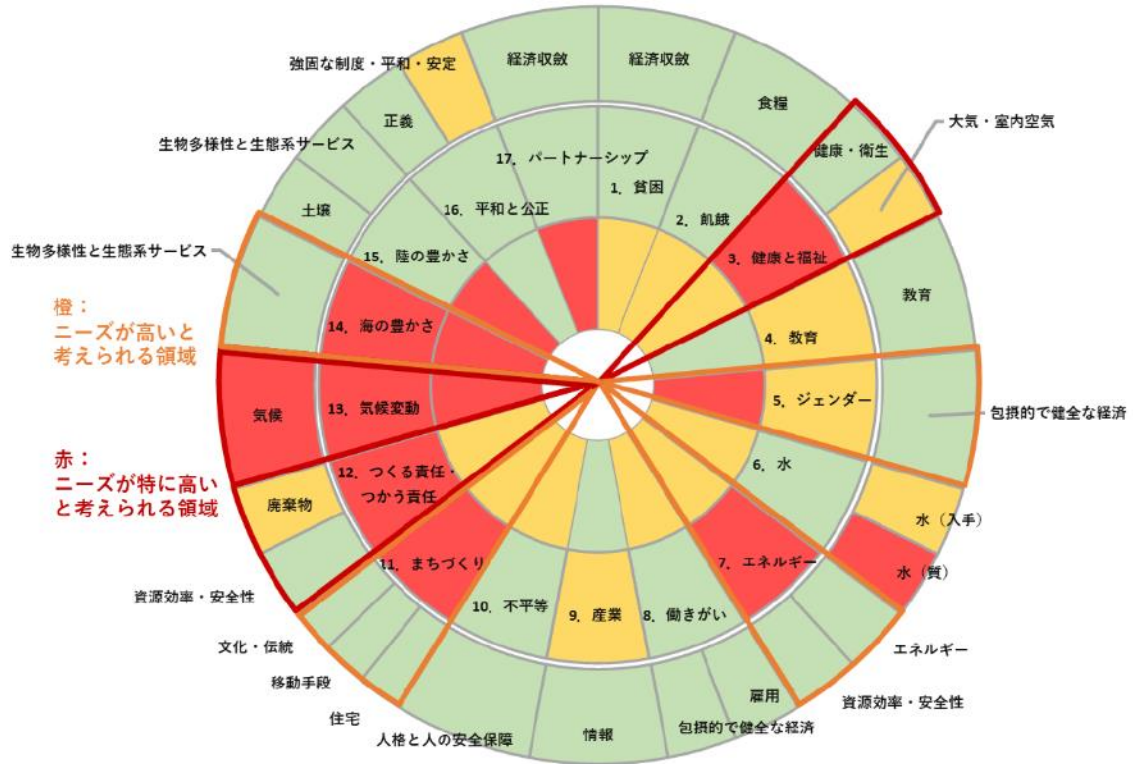 強固な制度・平和・安定
経済収斂
経済収斂
食糧
健康・衛生
大気・室内空気
教育
包摂的で健全な経済
水（入手）
水（質）
エネルギー
資源効率・安全性
雇用
包摂的で健全な経済
情報
人格と人の安全保障
住宅
移動手段
文化・伝統
資源効率・安全性
廃棄物
気候
生物多様性と生態系サービス
土壌
生物多様性と生態系サービス
正義
1．貧困
2．飢餓
3．健康と福祉
4．教育
5．ジェンダー
6．水
7．エネルギー
8．働きがい
9．産業
10．不平等
11．まちづくり
12．つくる責任・
つかう責任
13．気候変動
14．海の豊かさ
15．陸の豊かさ
16．平和と公正
17．パートナーシップ
橙：
ニーズが高いと
考えられる領域
赤：
ニーズが特に高い
と考えられる領域